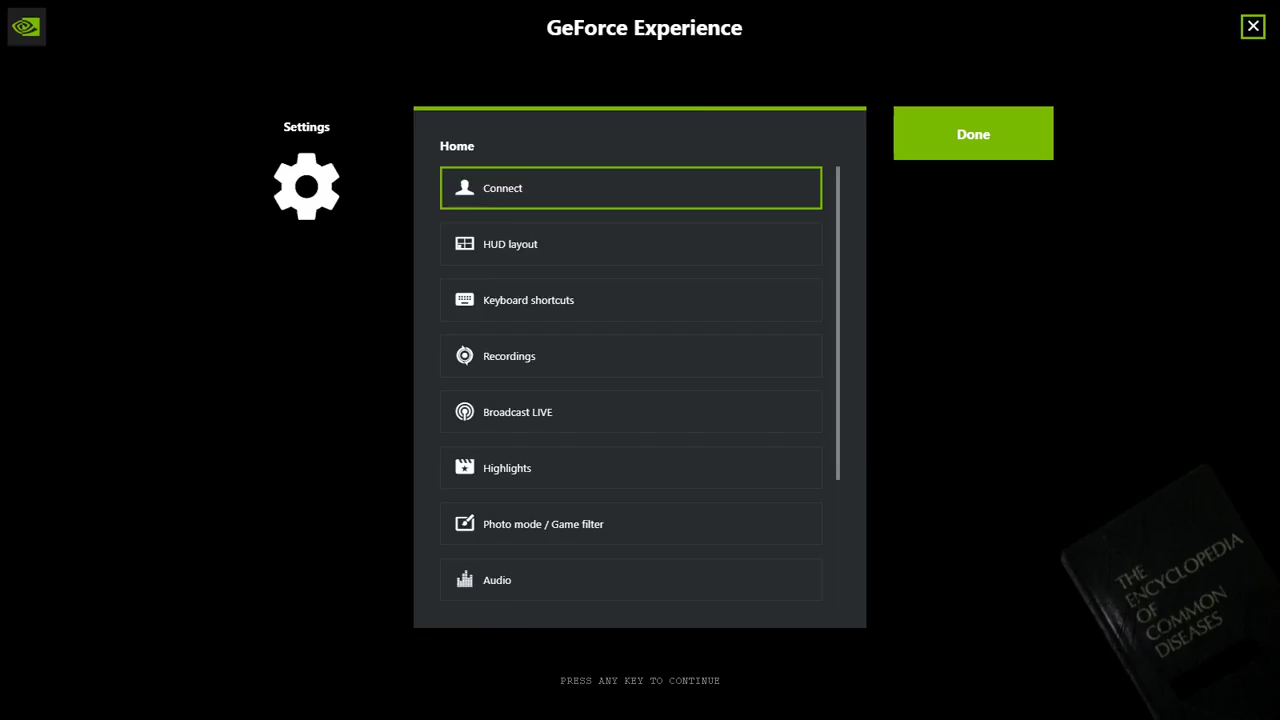 GeForce Experience
Settings
Home
Done
Connect
HUD layout
Keyboard shortcuts
Recordings
Broadcast LIVE
Highlights
Photo mode / Game filter
Audio
THE
ENCYCLOPEDIA
OF
COMMON
DISEASES
PRESS ANY KEY TO CONTINUE